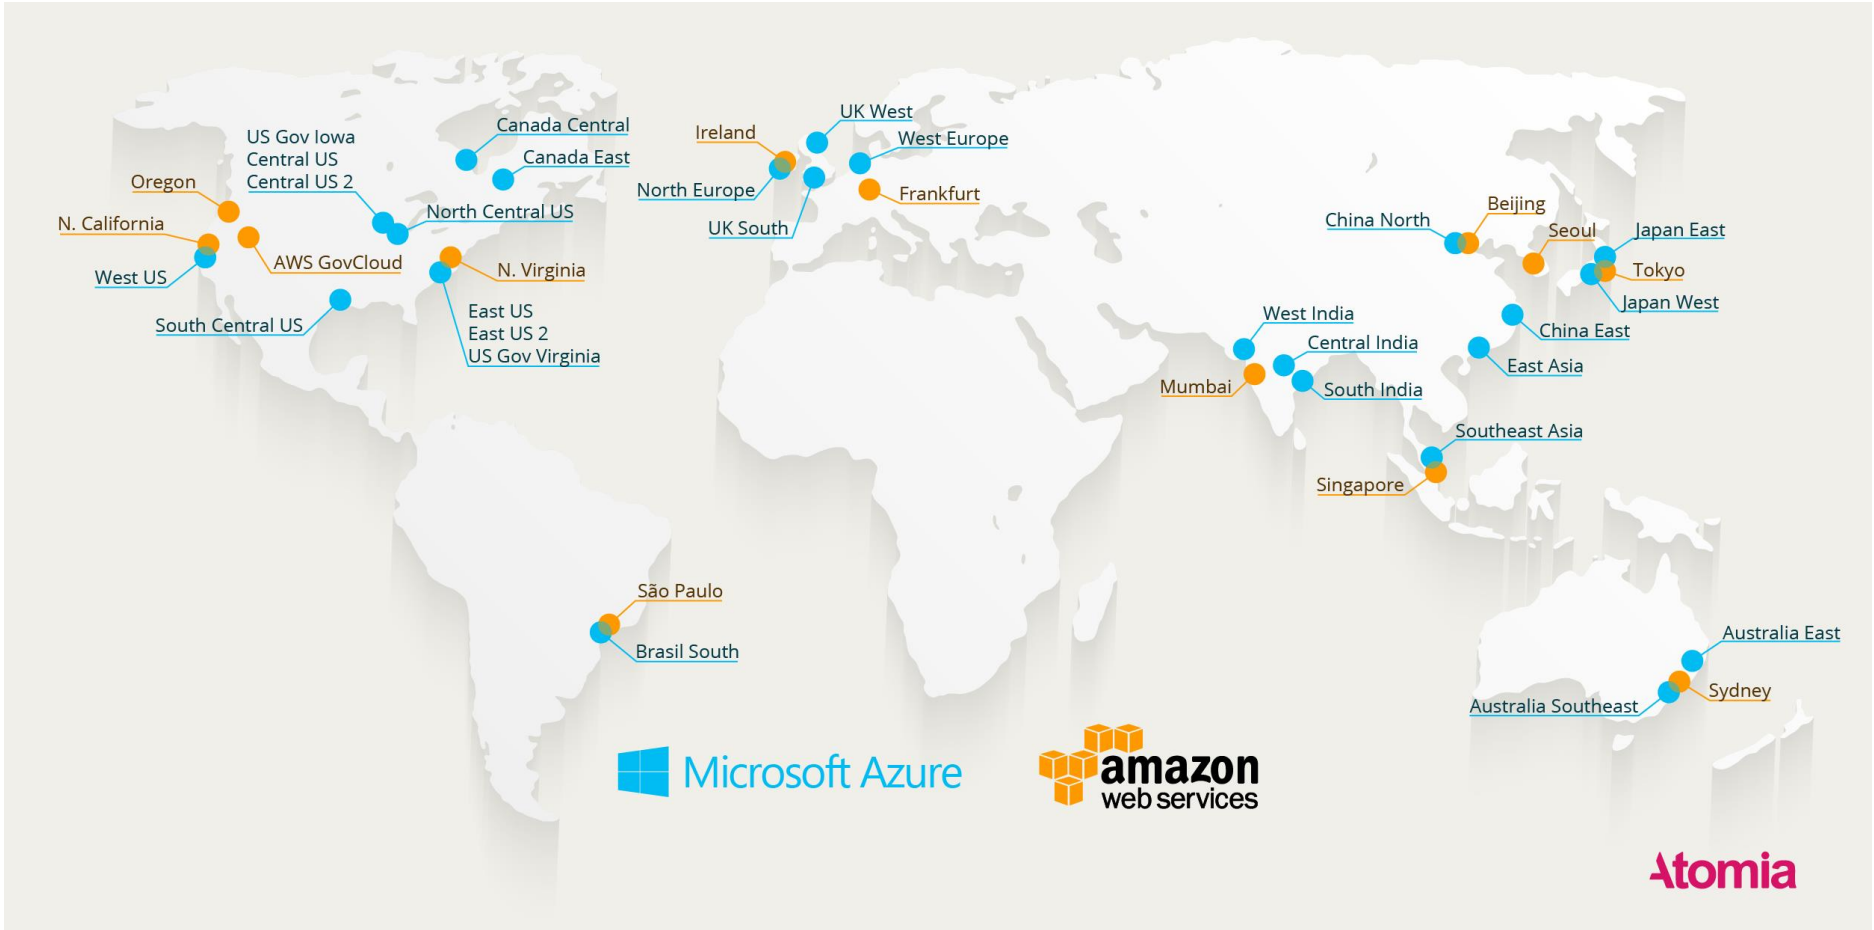 Canada Central
Canada East
US Gov Iowa
Central US
Central US 2
Oregon
North Central US
N. California
AWS GovCloud
West US
N. Virginia
South Central US
East US
East US 2
US Gov Virginia
São Paulo
Brasil South
UK West
Ireland
West Europe
North Europe
Frankfurt
UK South
Beijing
China North
Seoul
Japan East
Tokyo
Japan West
West India
China East
Central India
East Asia
Mumbai
South India
Southeast Asia
Singapore
Australia East
Sydney
Australia Southeast
Microsoft Azure
amazon
web services
Atomia